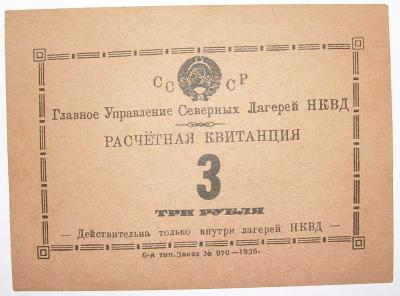 СССР
Главное Управление Северных Лагерей НКВД
РАСЧЁТНАЯ КВИТАНЦИЯ
3
ТРИ РУБЛЯ
— Действительна только внутри лагерей НКВД —
6-я тип. Заказ № 970—1936.